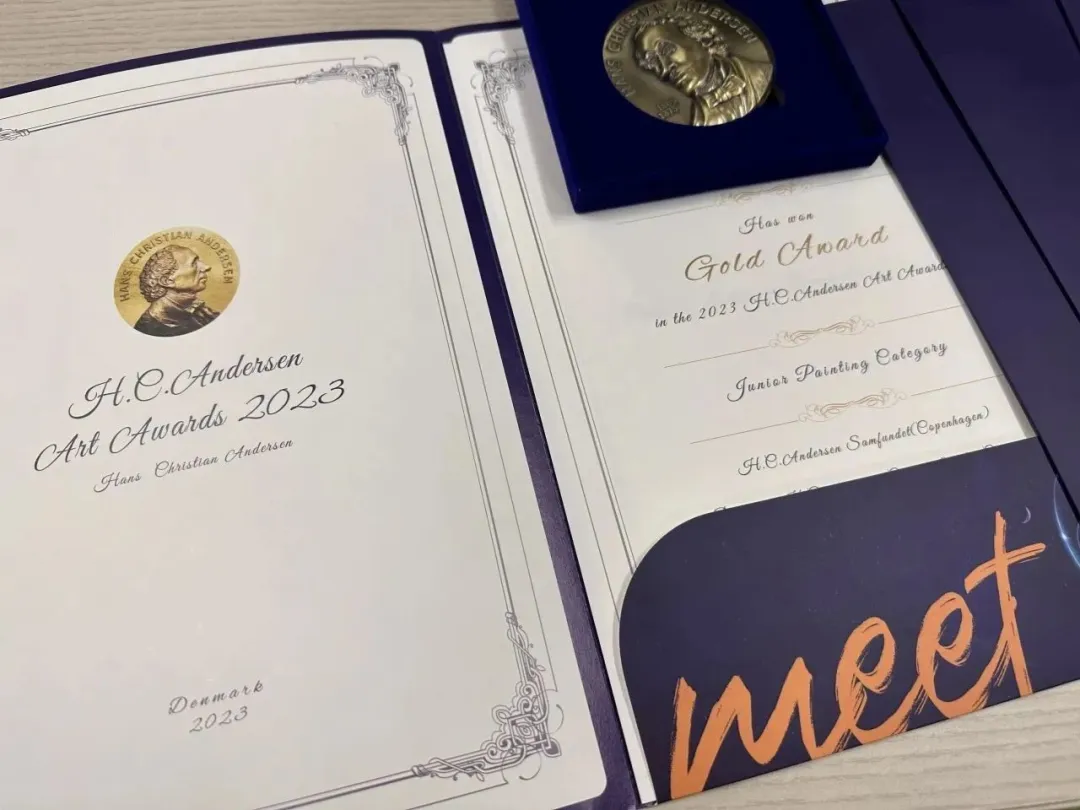 HANS CHRISTIAN ANDERSEN
H.C.Andersen
Art Awards 2023
Hans Christian Andersen
Denmark
2023
HANS CHRISTIAN ANDERSEN
Has won
Gold Award
in the 2023 H.C.Andersen Art Award
Junior Painting Category
H.C.Andersen Samfundet(Copenhagen)
meet